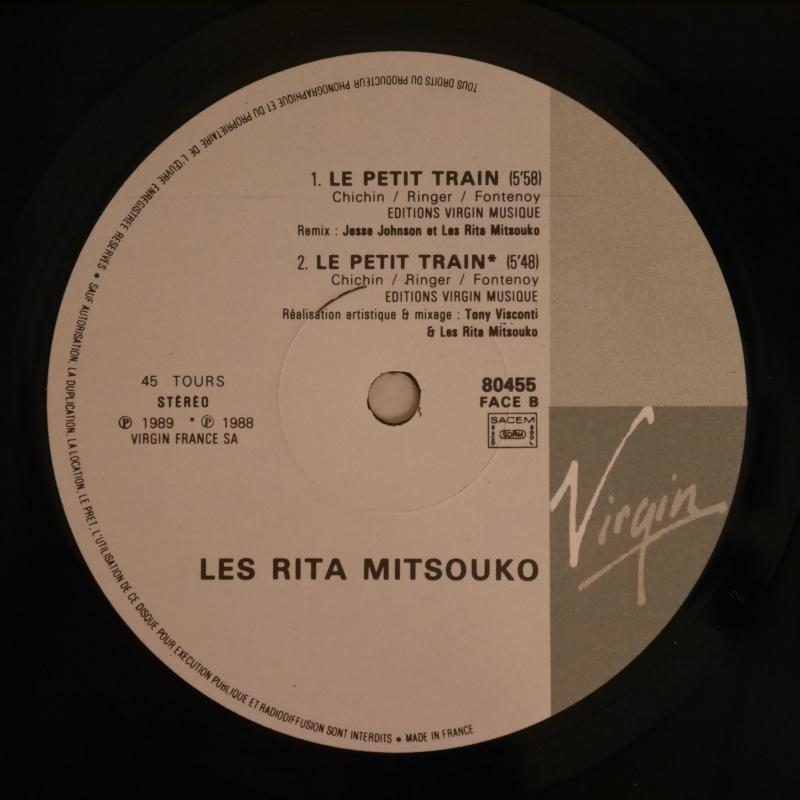 1. LE PETIT TRAIN (5'58)
Chichin / Ringer / Fontenoy
EDITIONS VIRGIN MUSIQUE
Remix : Jesse Johnson et Les Rita Mitsouko
2. LE PETIT TRAIN* (5'48)
Chichin / Ringer / Fontenoy
EDITIONS VIRGIN MUSIQUE
Réalisation artistique & mixage : Tony Visconti
& Les Rita Mitsouko
45 TOURS
STÉRÉO
℗ 1989 * ℗ 1988
VIRGIN FRANCE SA
80455
FACE B
SACEM
SACD SDRM SGDL
Virgin
LES RITA MITSOUKO
TOUS DROITS DU PRODUCTEUR PHONOGRAPHIQUE ET DU PROPRIETAIRE DE L'ŒUVRE ENREGISTREE RESERVES • SAUF AUTORISATION, LA DUPLICATION, LA LOCATION, LE PRET, L'UTILISATION DE CE DISQUE POUR EXECUTION PUBLIQUE ET RADIODIFFUSION SONT INTERDITS • MADE IN FRANCE